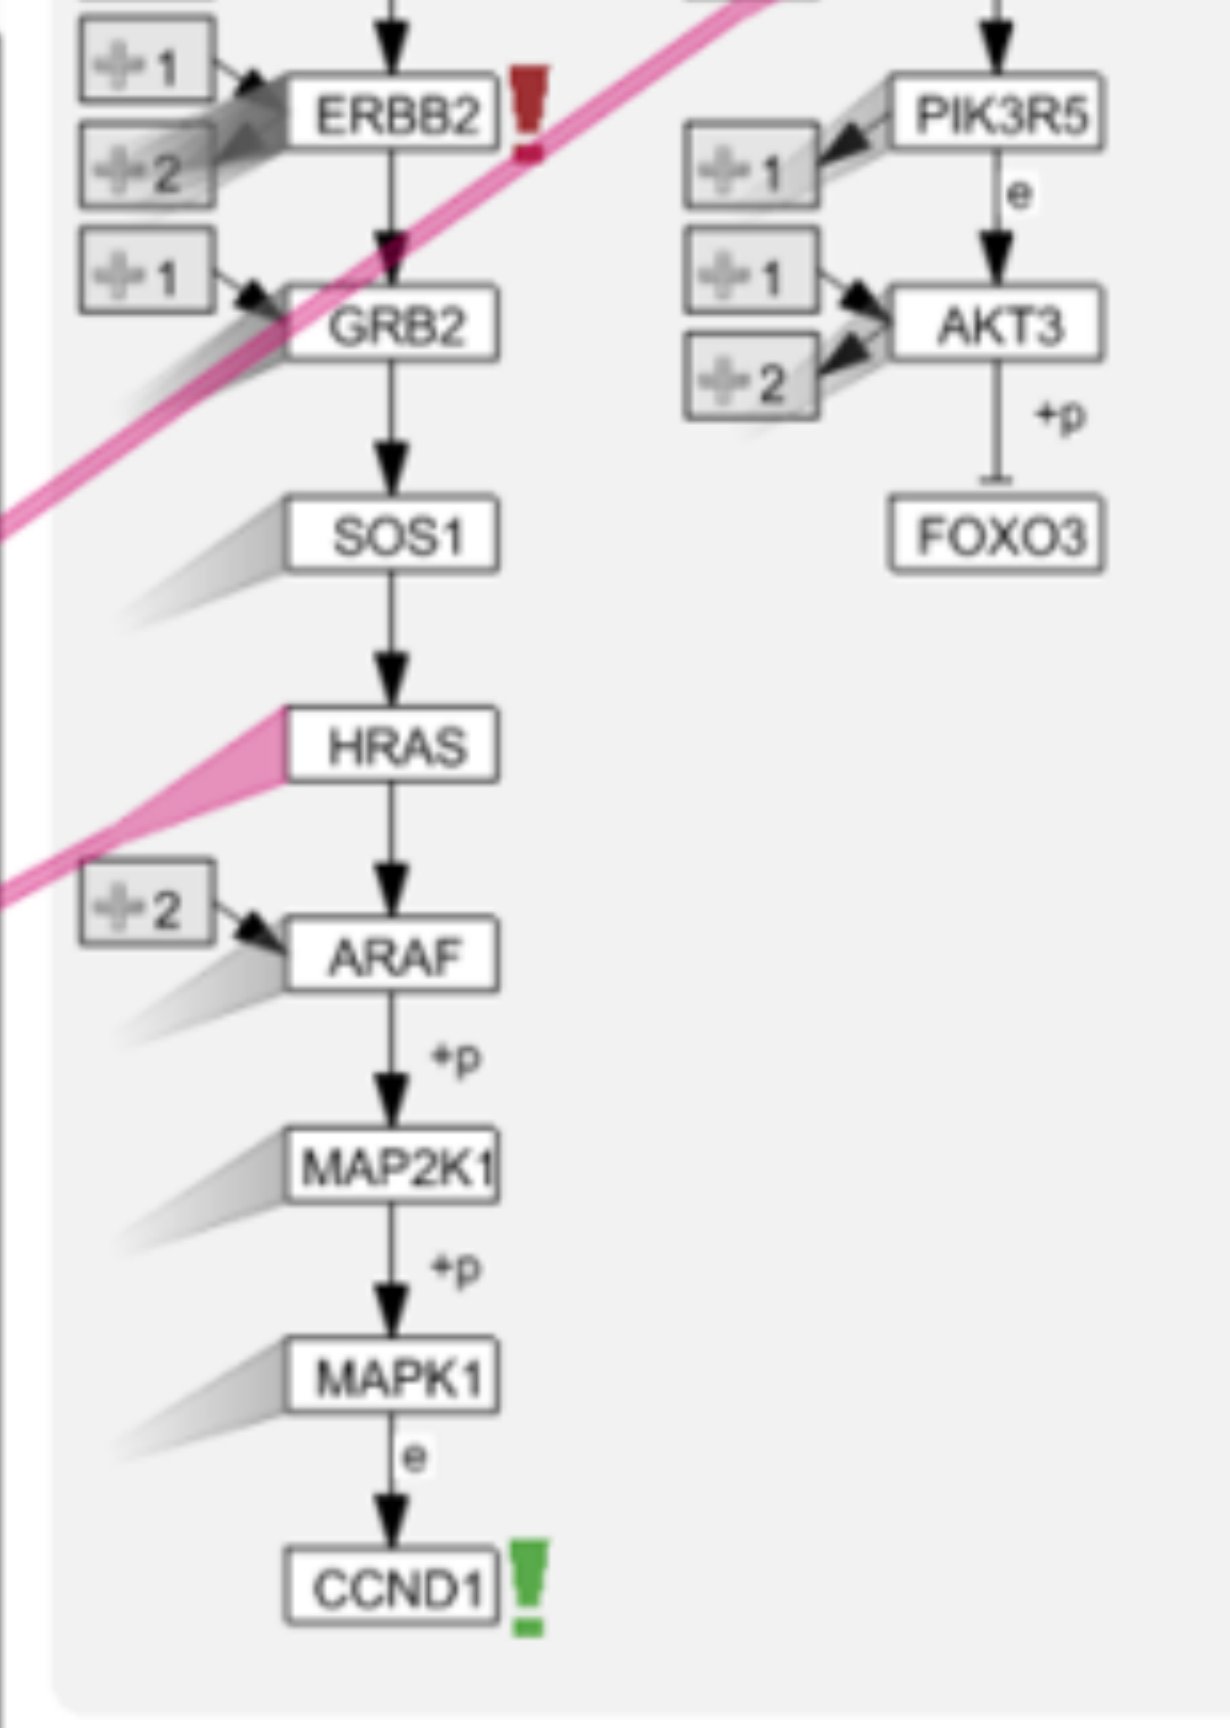 +1
ERBB2 !
+2
+1
GRB2
SOS1
HRAS
+2
ARAF
+p
MAP2K1
+p
MAPK1
e
CCND1 !
PIK3R5
+1
e
+1
AKT3
+2
+p
FOXO3